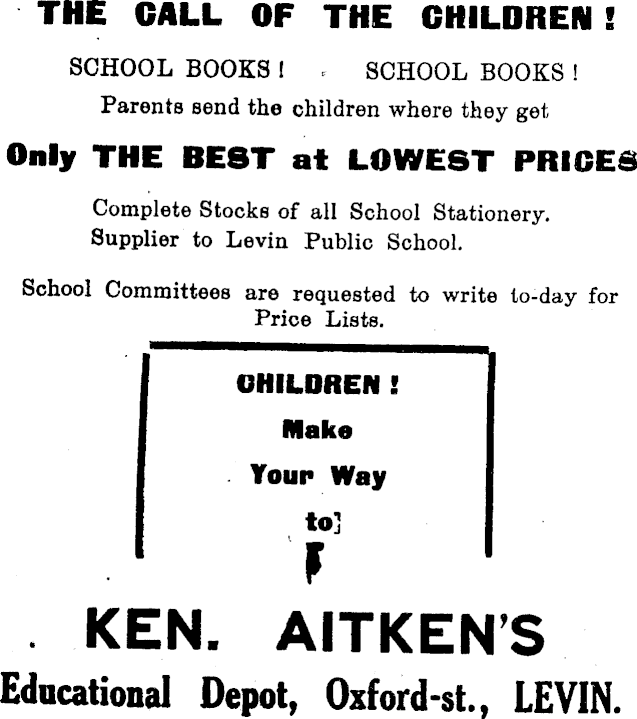 THE CALL OF THE CHILDREN!
SCHOOL BOOKS! SCHOOL BOOKS!
Parents send the children where they get
Only THE BEST at LOWEST PRICES
Complete Stocks of all School Stationery.
Supplier to Levin Public School.
School Committees are requested to write to-day for
Price Lists.
CHILDREN!
Make
Your Way
to
KEN. AITKEN'S
Educational Depot, Oxford-st., LEVIN.